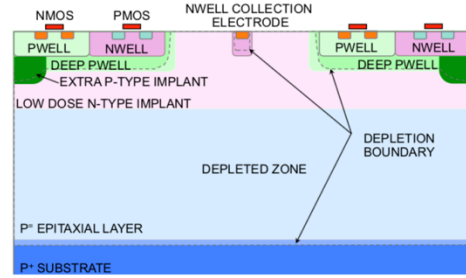 NMOS
PMOS
NWELL COLLECTION
ELECTRODE
PWELL
NWELL
PWELL
NWELL
DEEP PWELL
DEEP PWELL
EXTRA P-TYPE IMPLANT
LOW DOSE N-TYPE IMPLANT
DEPLETION
BOUNDARY
DEPLETED ZONE
P⁼ EPITAXIAL LAYER
P⁺ SUBSTRATE